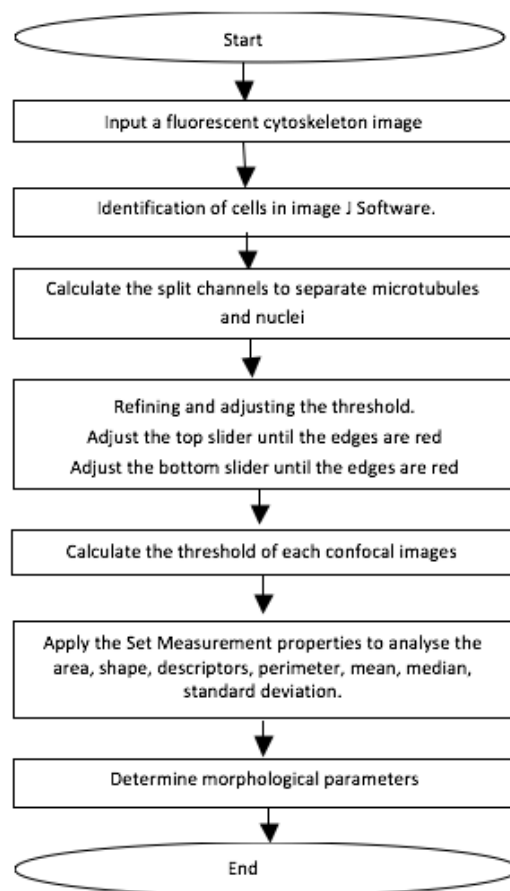 Start
Input a fluorescent cytoskeleton image
Identification of cells in image J Software.
Calculate the split channels to separate microtubules
and nuclei
Refining and adjusting the threshold.
Adjust the top slider until the edges are red
Adjust the bottom slider until the edges are red
Calculate the threshold of each confocal images
Apply the Set Measurement properties to analyse the
area, shape, descriptors, perimeter, mean, median,
standard deviation.
Determine morphological parameters
End